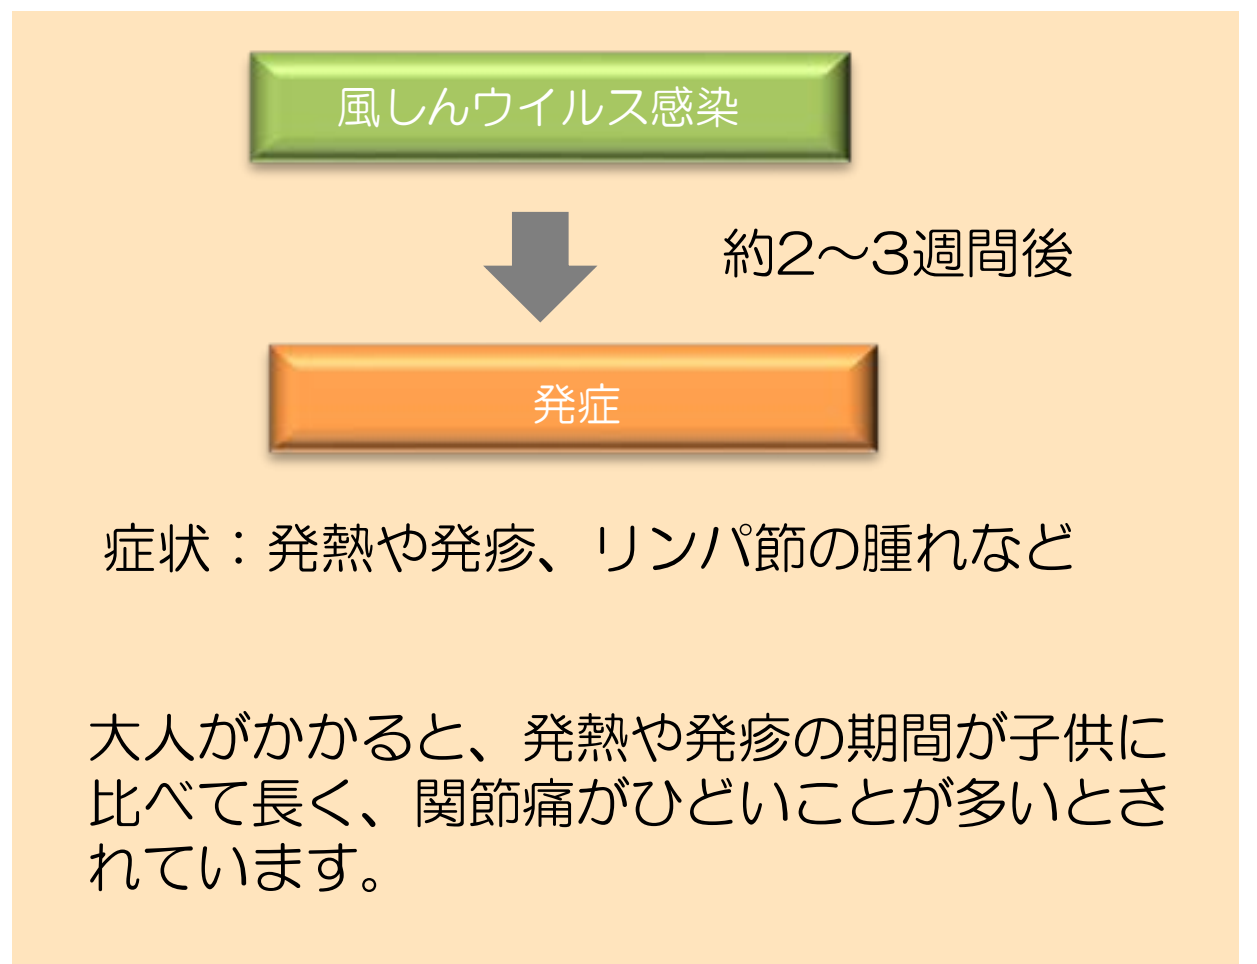 風しんウイルス感染
約2～3週間後
発症
症状：発熱や発疹、リンパ節の腫れなど
大人がかかると、発熱や発疹の期間が子供に
比べて長く、関節痛がひどいことが多いとさ
れています。